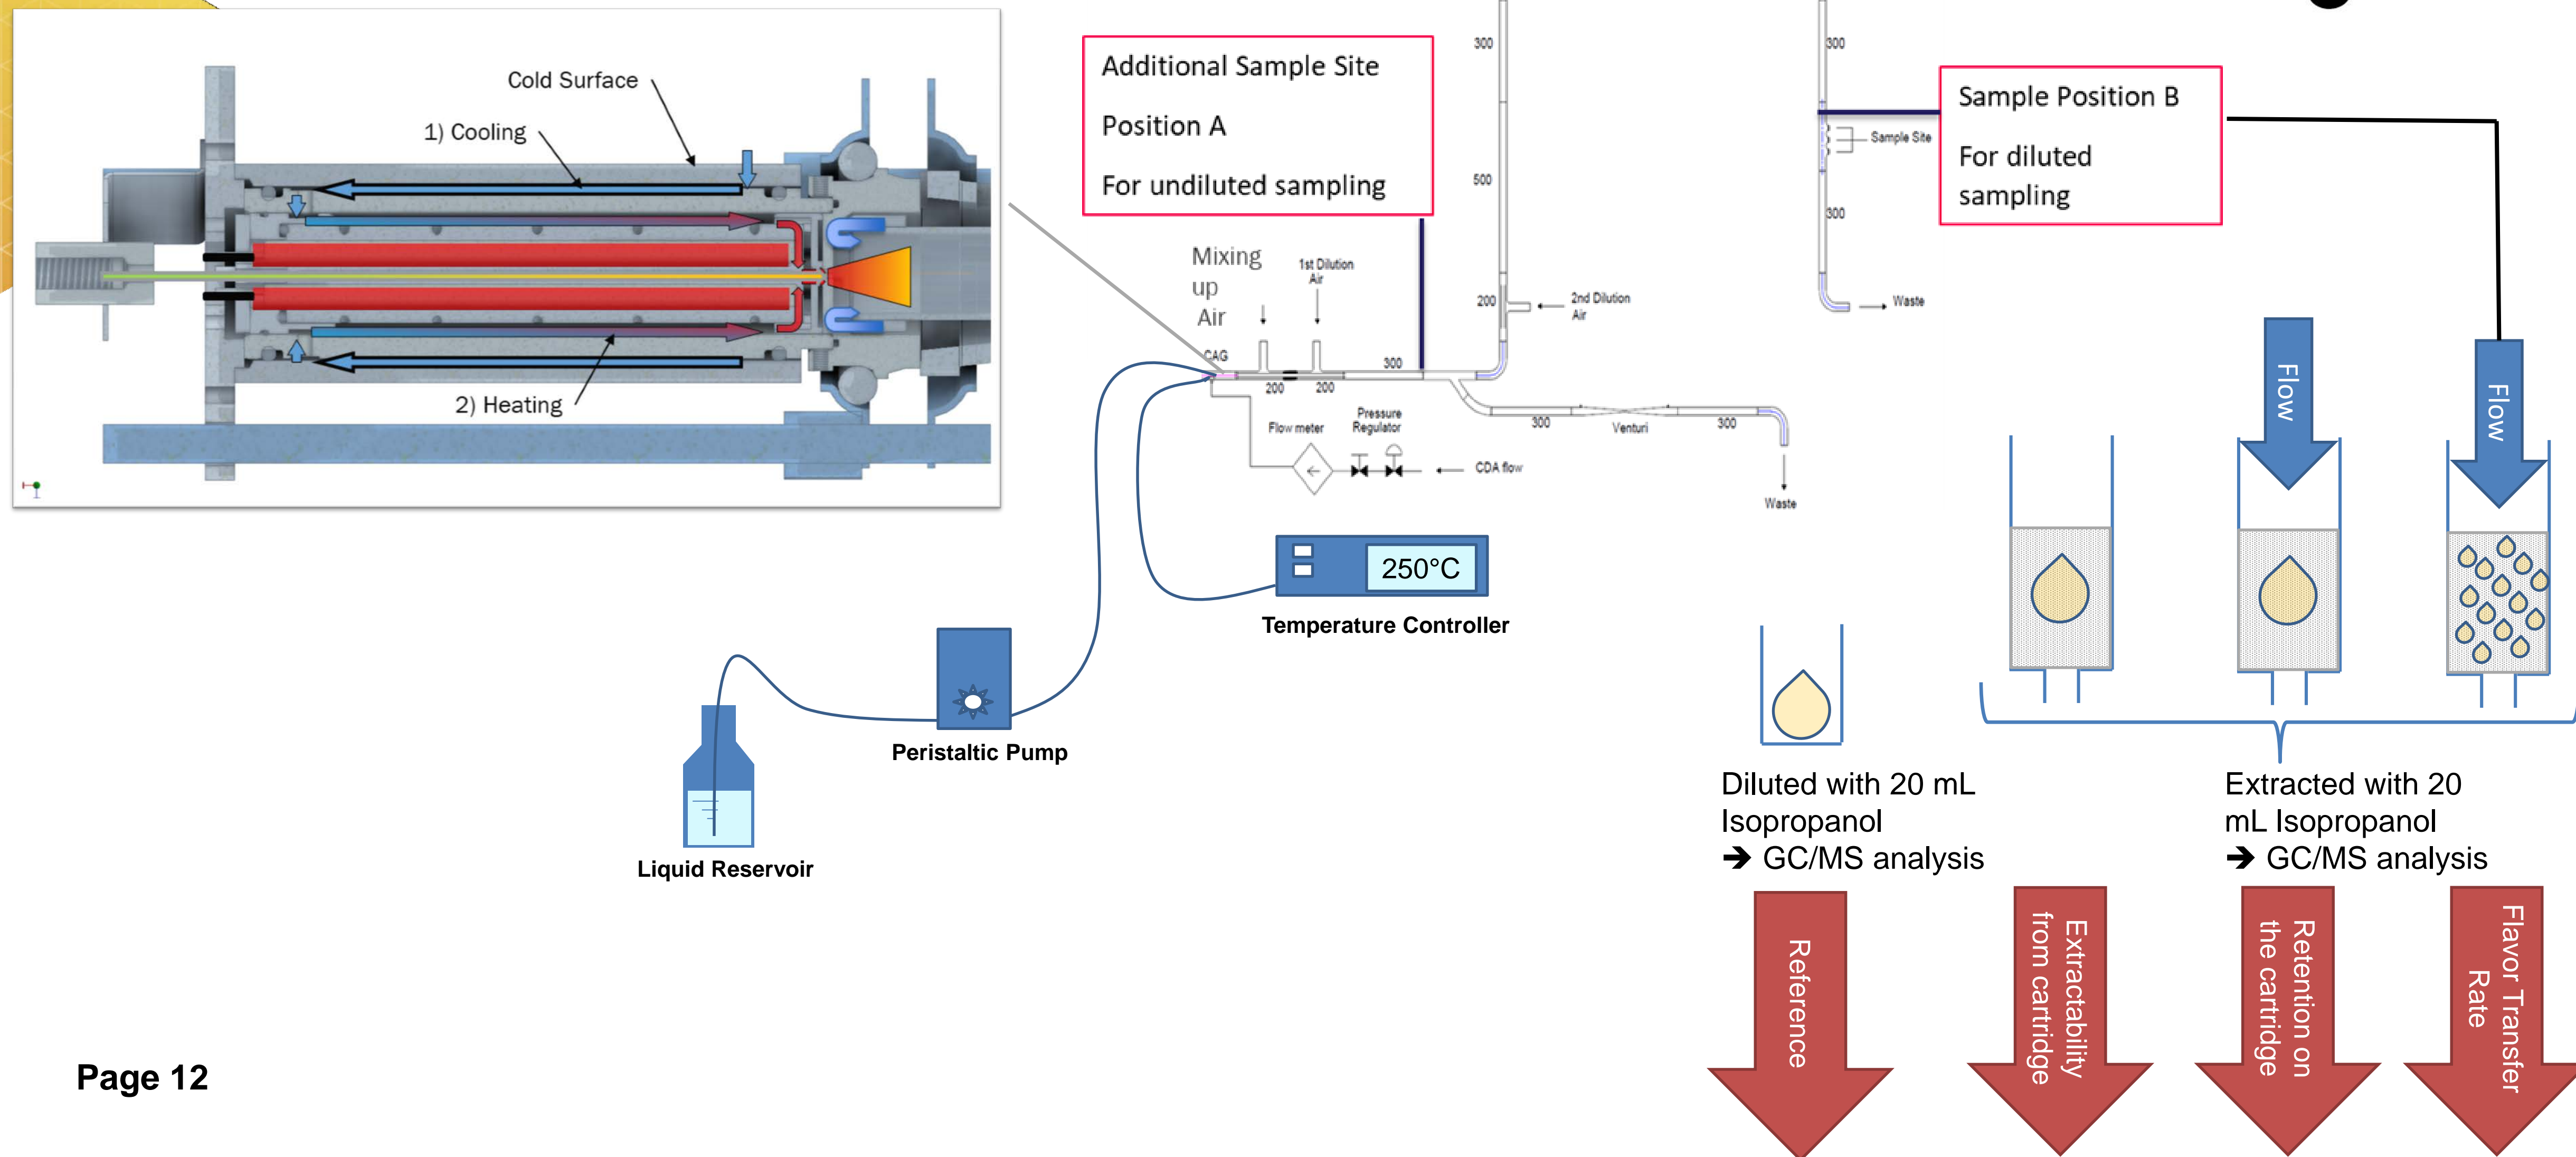 Cold Surface
1) Cooling
2) Heating
Additional Sample Site
Position A
For undiluted sampling
300
500
200
2nd Dilution
Air
300
Sample Site
300
Waste
Sample Position B
For diluted
sampling
Mixing
up
Air
1st Dilution
Air
CAG
200
200
300
Flow meter
Pressure
Regulator
CDA flow
300
Venturi
300
Waste
250°C
Temperature Controller
Peristaltic Pump
Liquid Reservoir
Flow
Flow
Diluted with 20 mL
Isopropanol
➔ GC/MS analysis
Extracted with 20
mL Isopropanol
➔ GC/MS analysis
Reference
Extractability
from cartridge
Retention on
the cartridge
Flavor Transfer
Rate
Page 12